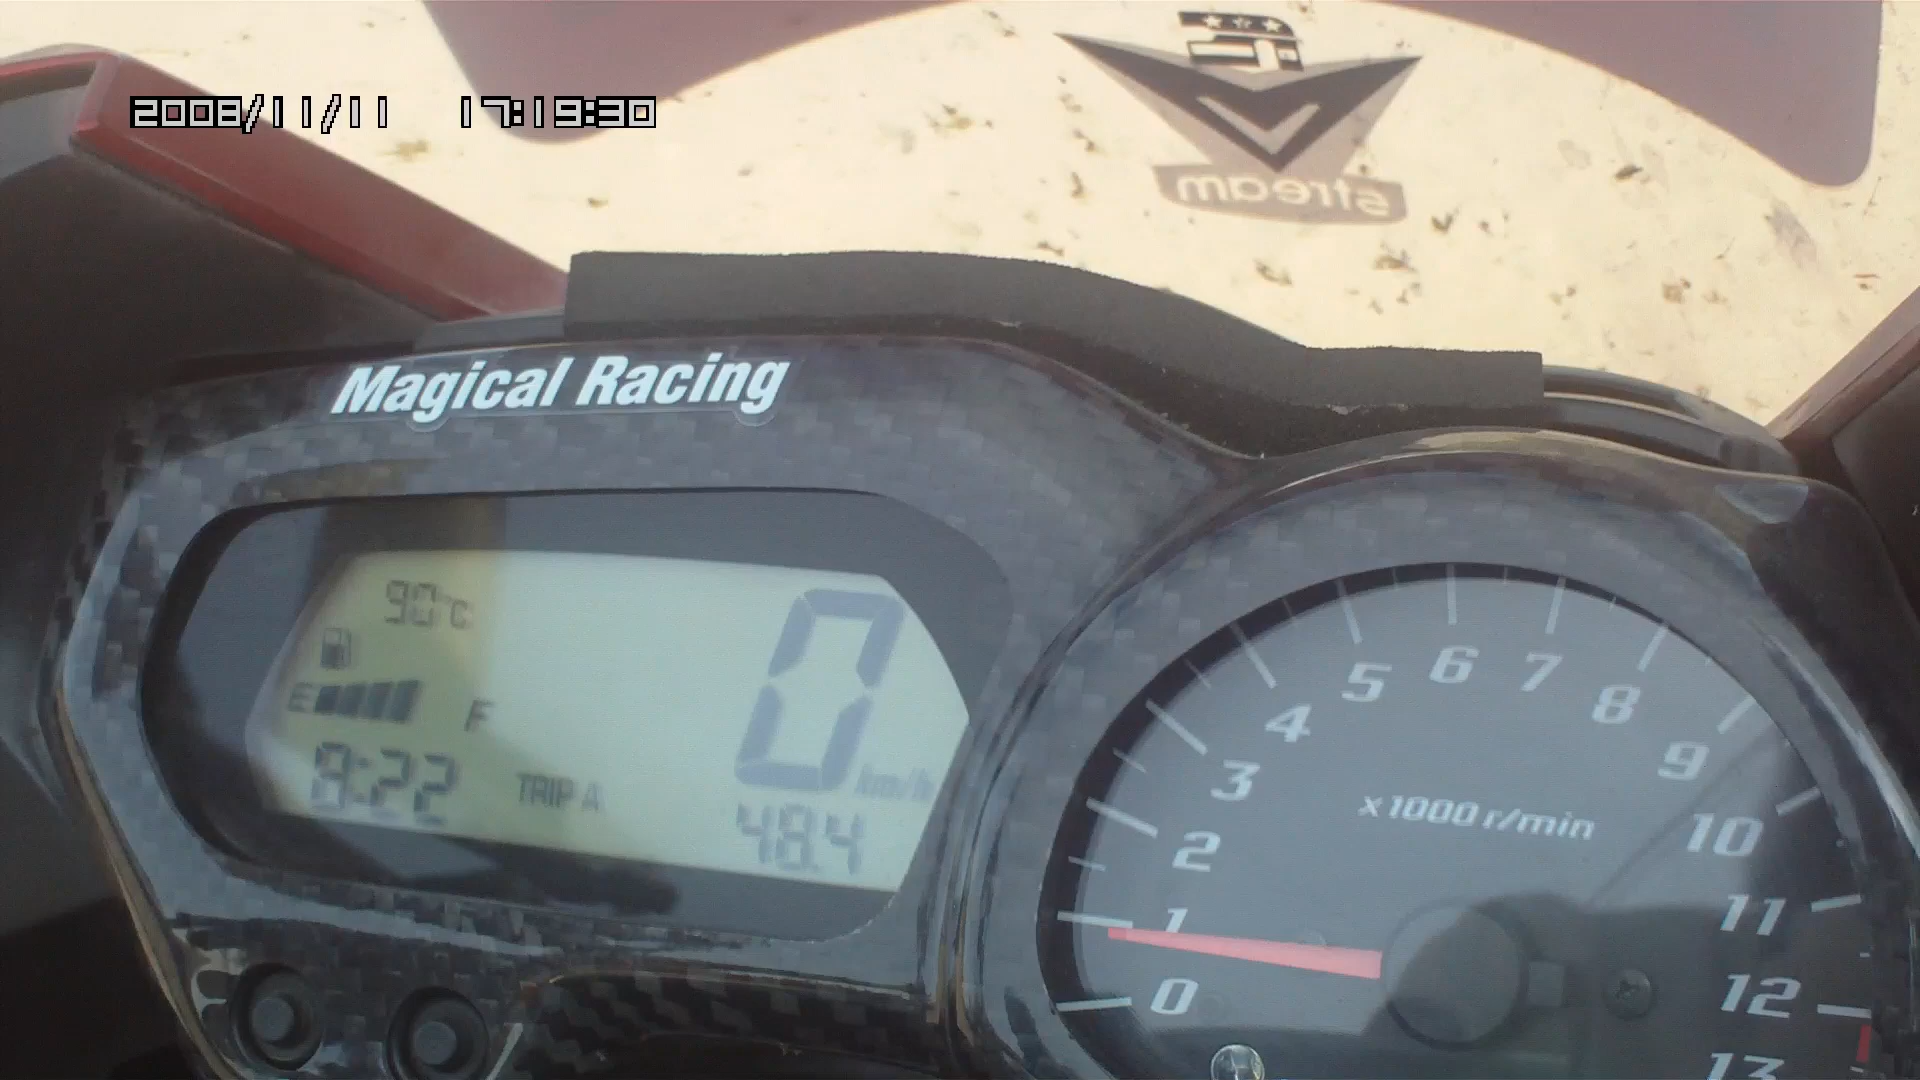 2008/11/11 17:19:30
stream
Magical Racing
90°C
E F
8:22 TRIP A
0 km/h
48.4
0
1
2
3
4
5
6
7
8
9
10
11
12
13
x1000 r/min